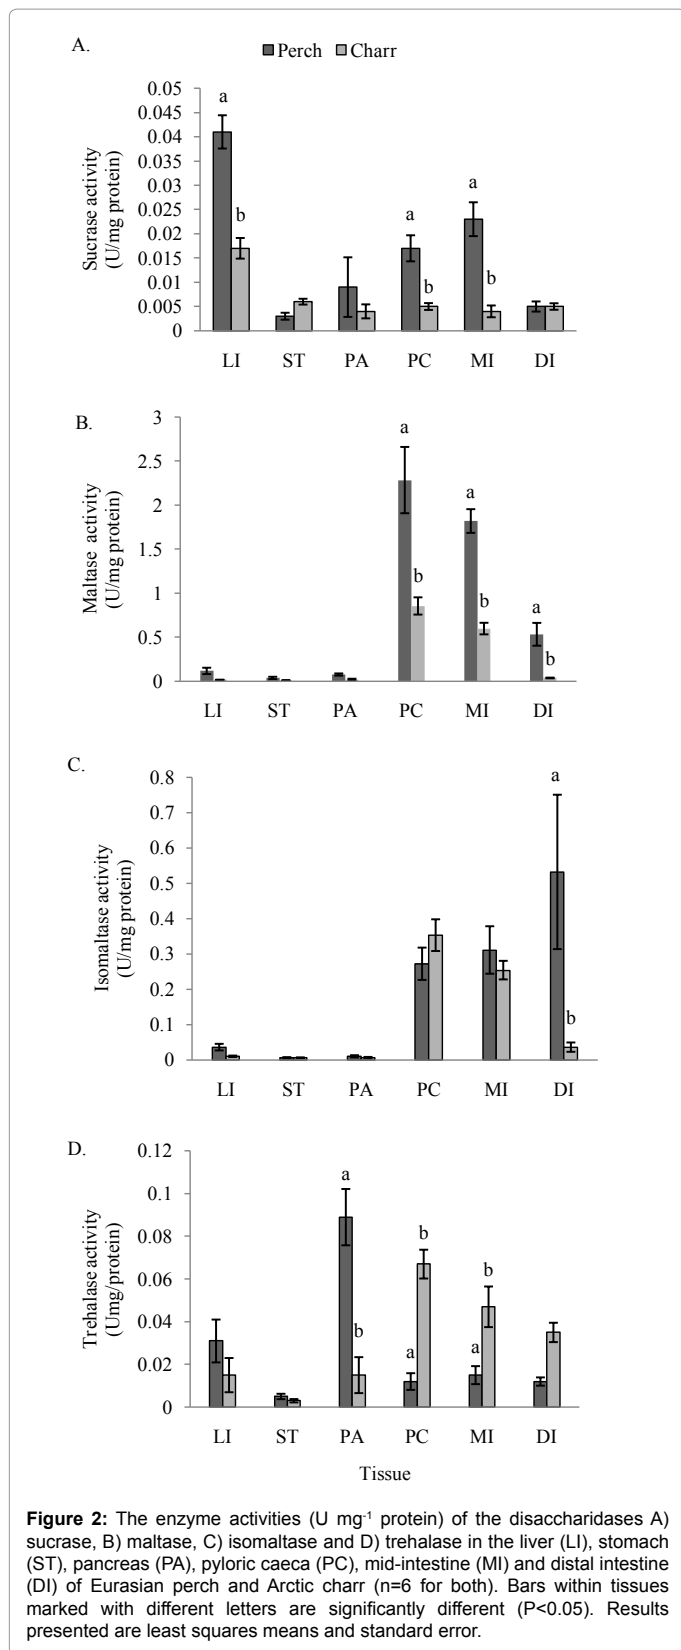 A.
Perch Charr
Sucrase activity
(U/mg protein)
0.05
0.045
0.04
0.035
0.03
0.025
0.02
0.015
0.01
0.005
0
a
b
a
b
a
b
LI ST PA PC MI DI
B.
Maltase activity
(U/mg protein)
3
2.5
2
1.5
1
0.5
0
a
b
a
b
a
b
LI ST PA PC MI DI
C.
Isomaltase activity
(U/mg protein)
0.8
0.7
0.6
0.5
0.4
0.3
0.2
0.1
0
a
b
LI ST PA PC MI DI
D.
Trehalase activity
(Umg/protein)
0.12
0.1
0.08
0.06
0.04
0.02
0
a
b
a
b
a
b
LI ST PA PC MI DI
Tissue
Figure 2: The enzyme activities (U mg-1 protein) of the disaccharidases A)
sucrase, B) maltase, C) isomaltase and D) trehalase in the liver (LI), stomach
(ST), pancreas (PA), pyloric caeca (PC), mid-intestine (MI) and distal intestine
(DI) of Eurasian perch and Arctic charr (n=6 for both). Bars within tissues
marked with different letters are significantly different (P<0.05). Results
presented are least squares means and standard error.